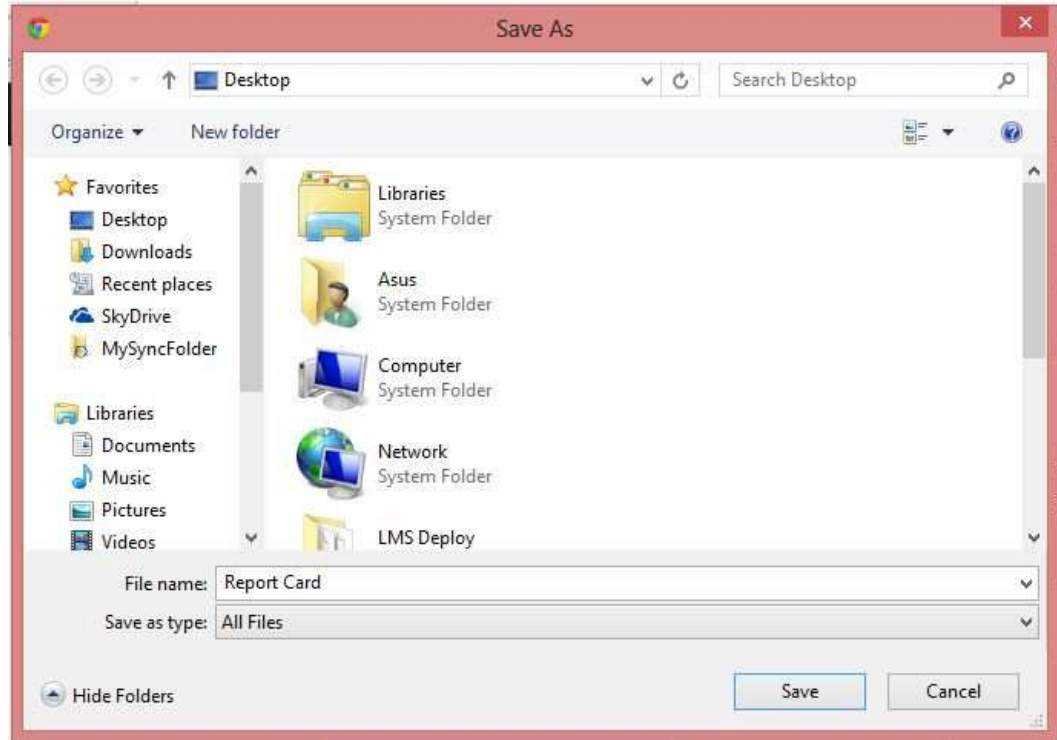 Save As
Desktop
Search Desktop
Organize
New folder
Favorites
Desktop
Downloads
Recent places
SkyDrive
MySyncFolder
Libraries
Documents
Music
Pictures
Videos
Libraries
System Folder
Asus
System Folder
Computer
System Folder
Network
System Folder
LMS Deploy
File name: Report Card
Save as type: All Files
Hide Folders
Save
Cancel